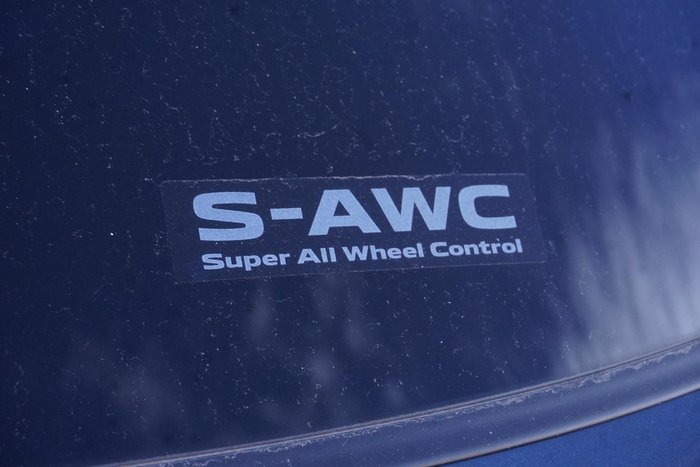 S-AWC
Super All Wheel Control